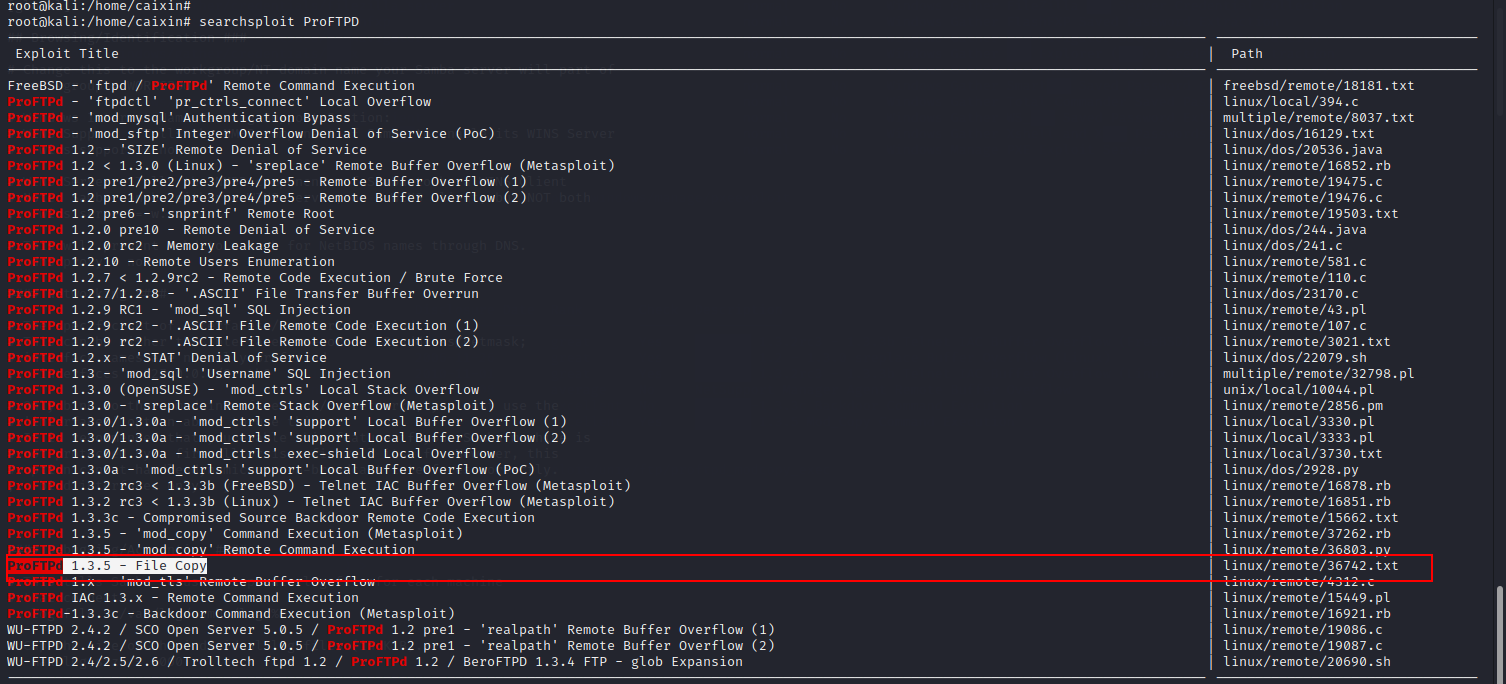 root@kali:/home/caixin#
root@kali:/home/caixin# searchsploit ProFTPD
Exploit Title | Path
FreeBSD - 'ftpd / ProFTPd' Remote Command Execution | freebsd/remote/18181.txt
ProFTPd - 'ftpdctl' 'pr_ctrls_connect' Local Overflow | linux/local/394.c
ProFTPd - 'mod_mysql' Authentication Bypass | multiple/remote/8037.txt
ProFTPd - 'mod_sftp' Integer Overflow Denial of Service (PoC) | linux/dos/16129.txt
ProFTPd 1.2 - 'SIZE' Remote Denial of Service | linux/dos/20536.java
ProFTPd 1.2 < 1.3.0 (Linux) - 'sreplace' Remote Buffer Overflow (Metasploit) | linux/remote/16852.rb
ProFTPd 1.2 pre1/pre2/pre3/pre4/pre5 - Remote Buffer Overflow (1) | linux/remote/19475.c
ProFTPd 1.2 pre1/pre2/pre3/pre4/pre5 - Remote Buffer Overflow (2) | linux/remote/19476.c
ProFTPd 1.2 pre6 - 'snprintf' Remote Root | linux/remote/19503.txt
ProFTPd 1.2.0 pre10 - Remote Denial of Service | linux/dos/244.java
ProFTPd 1.2.0 rc2 - Memory Leakage | linux/dos/241.c
ProFTPd 1.2.10 - Remote Users Enumeration | linux/remote/581.c
ProFTPd 1.2.7 < 1.2.9rc2 - Remote Code Execution / Brute Force | linux/remote/110.c
ProFTPd 1.2.7/1.2.8 - '.ASCII' File Transfer Buffer Overrun | linux/dos/23170.c
ProFTPd 1.2.9 RC1 - 'mod_sql' SQL Injection | linux/remote/43.pl
ProFTPd 1.2.9 rc2 - '.ASCII' File Remote Code Execution (1) | linux/remote/107.c
ProFTPd 1.2.9 rc2 - '.ASCII' File Remote Code Execution (2) | linux/remote/3021.txt
ProFTPd 1.2.x - 'STAT' Denial of Service | linux/dos/22079.sh
ProFTPd 1.3 - 'mod_sql' 'Username' SQL Injection | multiple/remote/32798.pl
ProFTPd 1.3.0 (OpenSUSE) - 'mod_ctrls' Local Stack Overflow | unix/local/10044.pl
ProFTPd 1.3.0 - 'sreplace' Remote Stack Overflow (Metasploit) | linux/remote/2856.pm
ProFTPd 1.3.0/1.3.0a - 'mod_ctrls' 'support' Local Buffer Overflow (1) | linux/local/3330.pl
ProFTPd 1.3.0/1.3.0a - 'mod_ctrls' 'support' Local Buffer Overflow (2) | linux/local/3333.pl
ProFTPd 1.3.0/1.3.0a - 'mod_ctrls' exec-shield Local Overflow | linux/local/3730.txt
ProFTPd 1.3.0a - 'mod_ctrls' 'support' Local Buffer Overflow (PoC) | linux/dos/2928.py
ProFTPd 1.3.2 rc3 < 1.3.3b (FreeBSD) - Telnet IAC Buffer Overflow (Metasploit) | linux/remote/16878.rb
ProFTPd 1.3.2 rc3 < 1.3.3b (Linux) - Telnet IAC Buffer Overflow (Metasploit) | linux/remote/16851.rb
ProFTPd 1.3.3c - Compromised Source Backdoor Remote Code Execution | linux/remote/15662.txt
ProFTPd 1.3.5 - 'mod_copy' Command Execution (Metasploit) | linux/remote/37262.rb
ProFTPd 1.3.5 - 'mod_copy' Remote Command Execution | linux/remote/36803.py
ProFTPd 1.3.5 - File Copy | linux/remote/36742.txt
ProFTPd 1.x - 'mod_tls' Remote Buffer Overflow | linux/remote/4312.c
ProFTPd IAC 1.3.x - Remote Command Execution | linux/remote/15449.pl
ProFTPd-1.3.3c - Backdoor Command Execution (Metasploit) | linux/remote/16921.rb
WU-FTPD 2.4.2 / SCO Open Server 5.0.5 / ProFTPd 1.2 pre1 - 'realpath' Remote Buffer Overflow (1) | linux/remote/19086.c
WU-FTPD 2.4.2 / SCO Open Server 5.0.5 / ProFTPd 1.2 pre1 - 'realpath' Remote Buffer Overflow (2) | linux/remote/19087.c
WU-FTPD 2.4/2.5/2.6 / Trolltech ftpd 1.2 / ProFTPd 1.2 / BeroFTPD 1.3.4 FTP - glob Expansion | linux/remote/20690.sh